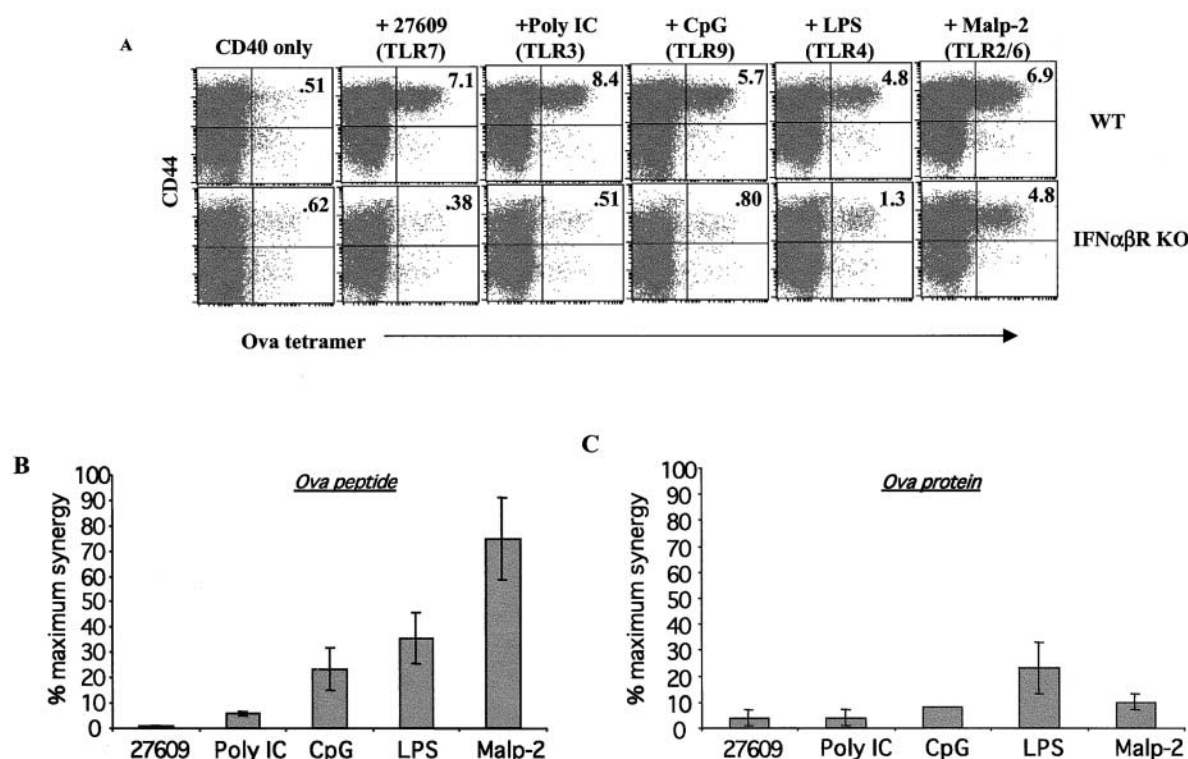 A
CD40 only
+ 27609
(TLR7)
+Poly IC
(TLR3)
+ CpG
(TLR9)
+ LPS
(TLR4)
+ Malp-2
(TLR2/6)
.51
7.1
8.4
5.7
4.8
6.9
WT
CD44
.62
.38
.51
.80
1.3
4.8
IFNαβR KO
Ova tetramer
B
Ova peptide
% maximum synergy
100
90
80
70
60
50
40
30
20
10
0
27609 Poly IC CpG LPS Malp-2
C
Ova protein
% maximum synergy
100
90
80
70
60
50
40
30
20
10
0
27609 Poly IC CpG LPS Malp-2